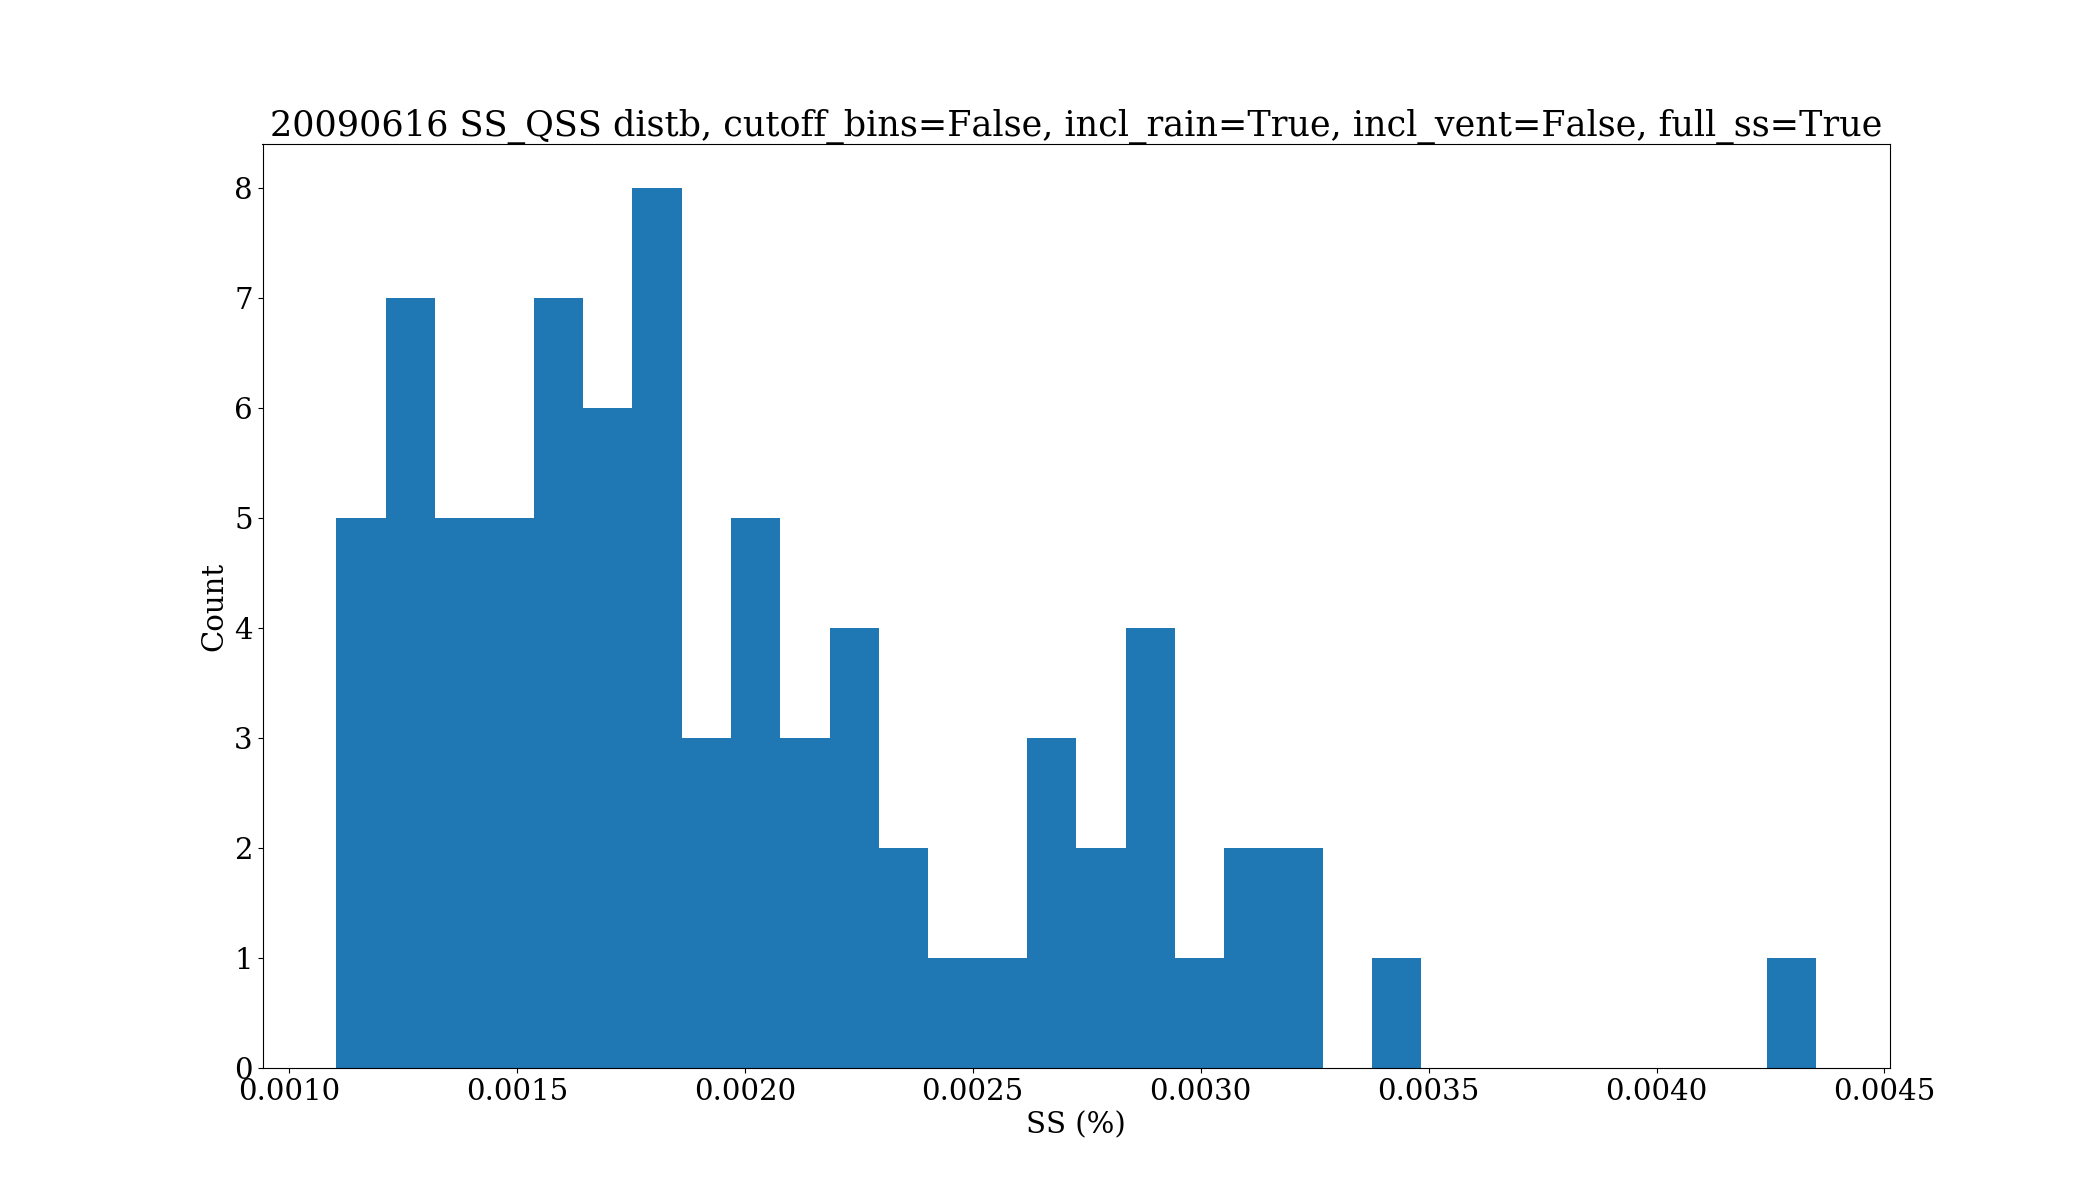 20090616 SS_QSS distb, cutoff_bins=False, incl_rain=True, incl_vent=False, full_ss=True
8
7
6
5
4
3
2
1
0
Count
0.0010 0.0015 0.0020 0.0025 0.0030 0.0035 0.0040 0.0045
SS (%)